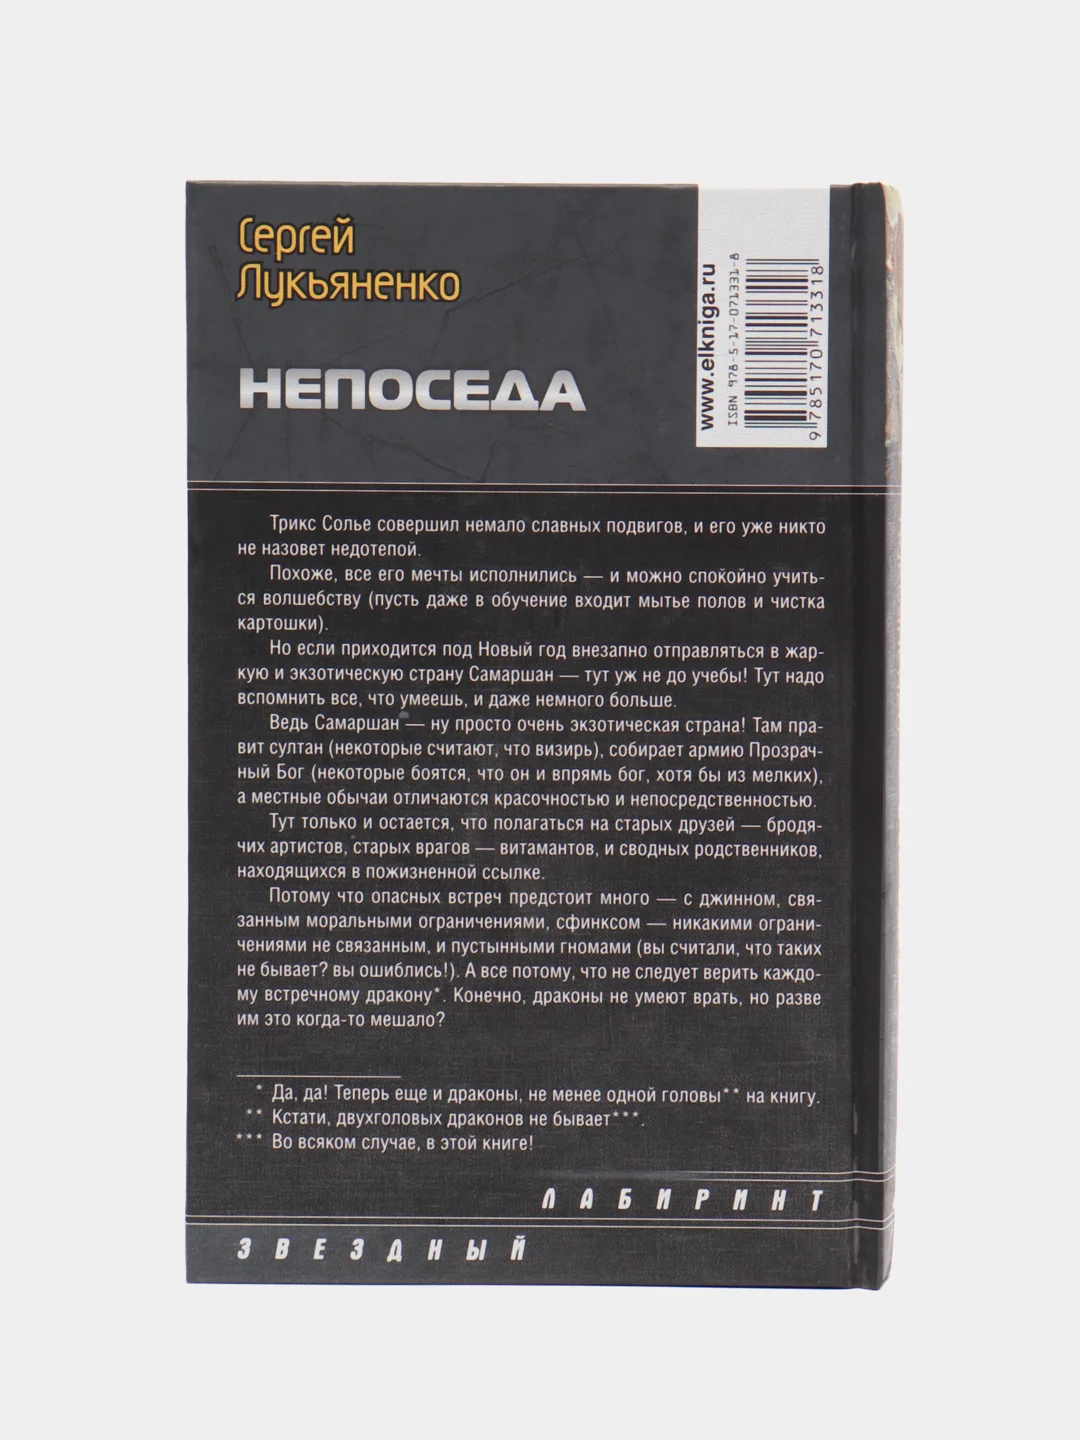 Сергей
Лукьяненко
НЕПОСЕДА
www.elkniga.ru
ISBN 978-5-17-071331-8
9 785170 713318
Трикс Солье совершил немало славных подвигов, и его уже никто
не назовет недотепой.
Похоже, все его мечты исполнились — и можно спокойно учить-
ся волшебству (пусть даже в обучение входит мытье полов и чистка
картошки).
Но если приходится под Новый год внезапно отправляться в жар-
кую и экзотическую страну Самаршан — тут уж не до учебы! Тут надо
вспомнить все, что умеешь, и даже немного больше.
Ведь Самаршан — ну просто очень экзотическая страна! Там пра-
вит султан (некоторые считают, что визирь), собирает армию Прозрач-
ный Бог (некоторые боятся, что он и впрямь бог, хотя бы из мелких),
а местные обычаи отличаются красочностью и непосредственностью.
Тут только и остается, что полагаться на старых друзей — бродя-
чих артистов, старых врагов — витамантов, и сводных родственников,
находящихся в пожизненной ссылке.
Потому что опасных встреч предстоит много — с джинном, свя-
занным моральными ограничениями, сфинксом — никакими ограни-
чениями не связанным, и пустынными гномами (вы считали, что таких
не бывает? вы ошиблись!). А все потому, что не следует верить каждо-
му встречному дракону*. Конечно, драконы не умеют врать, но разве
им это когда-то мешало?
* Да, да! Теперь еще и драконы, не менее одной головы** на книгу.
** Кстати, двухголовых драконов не бывает***.
*** Во всяком случае, в этой книге!
ЛАБИРИНТ
ЗВЕЗДНЫЙ